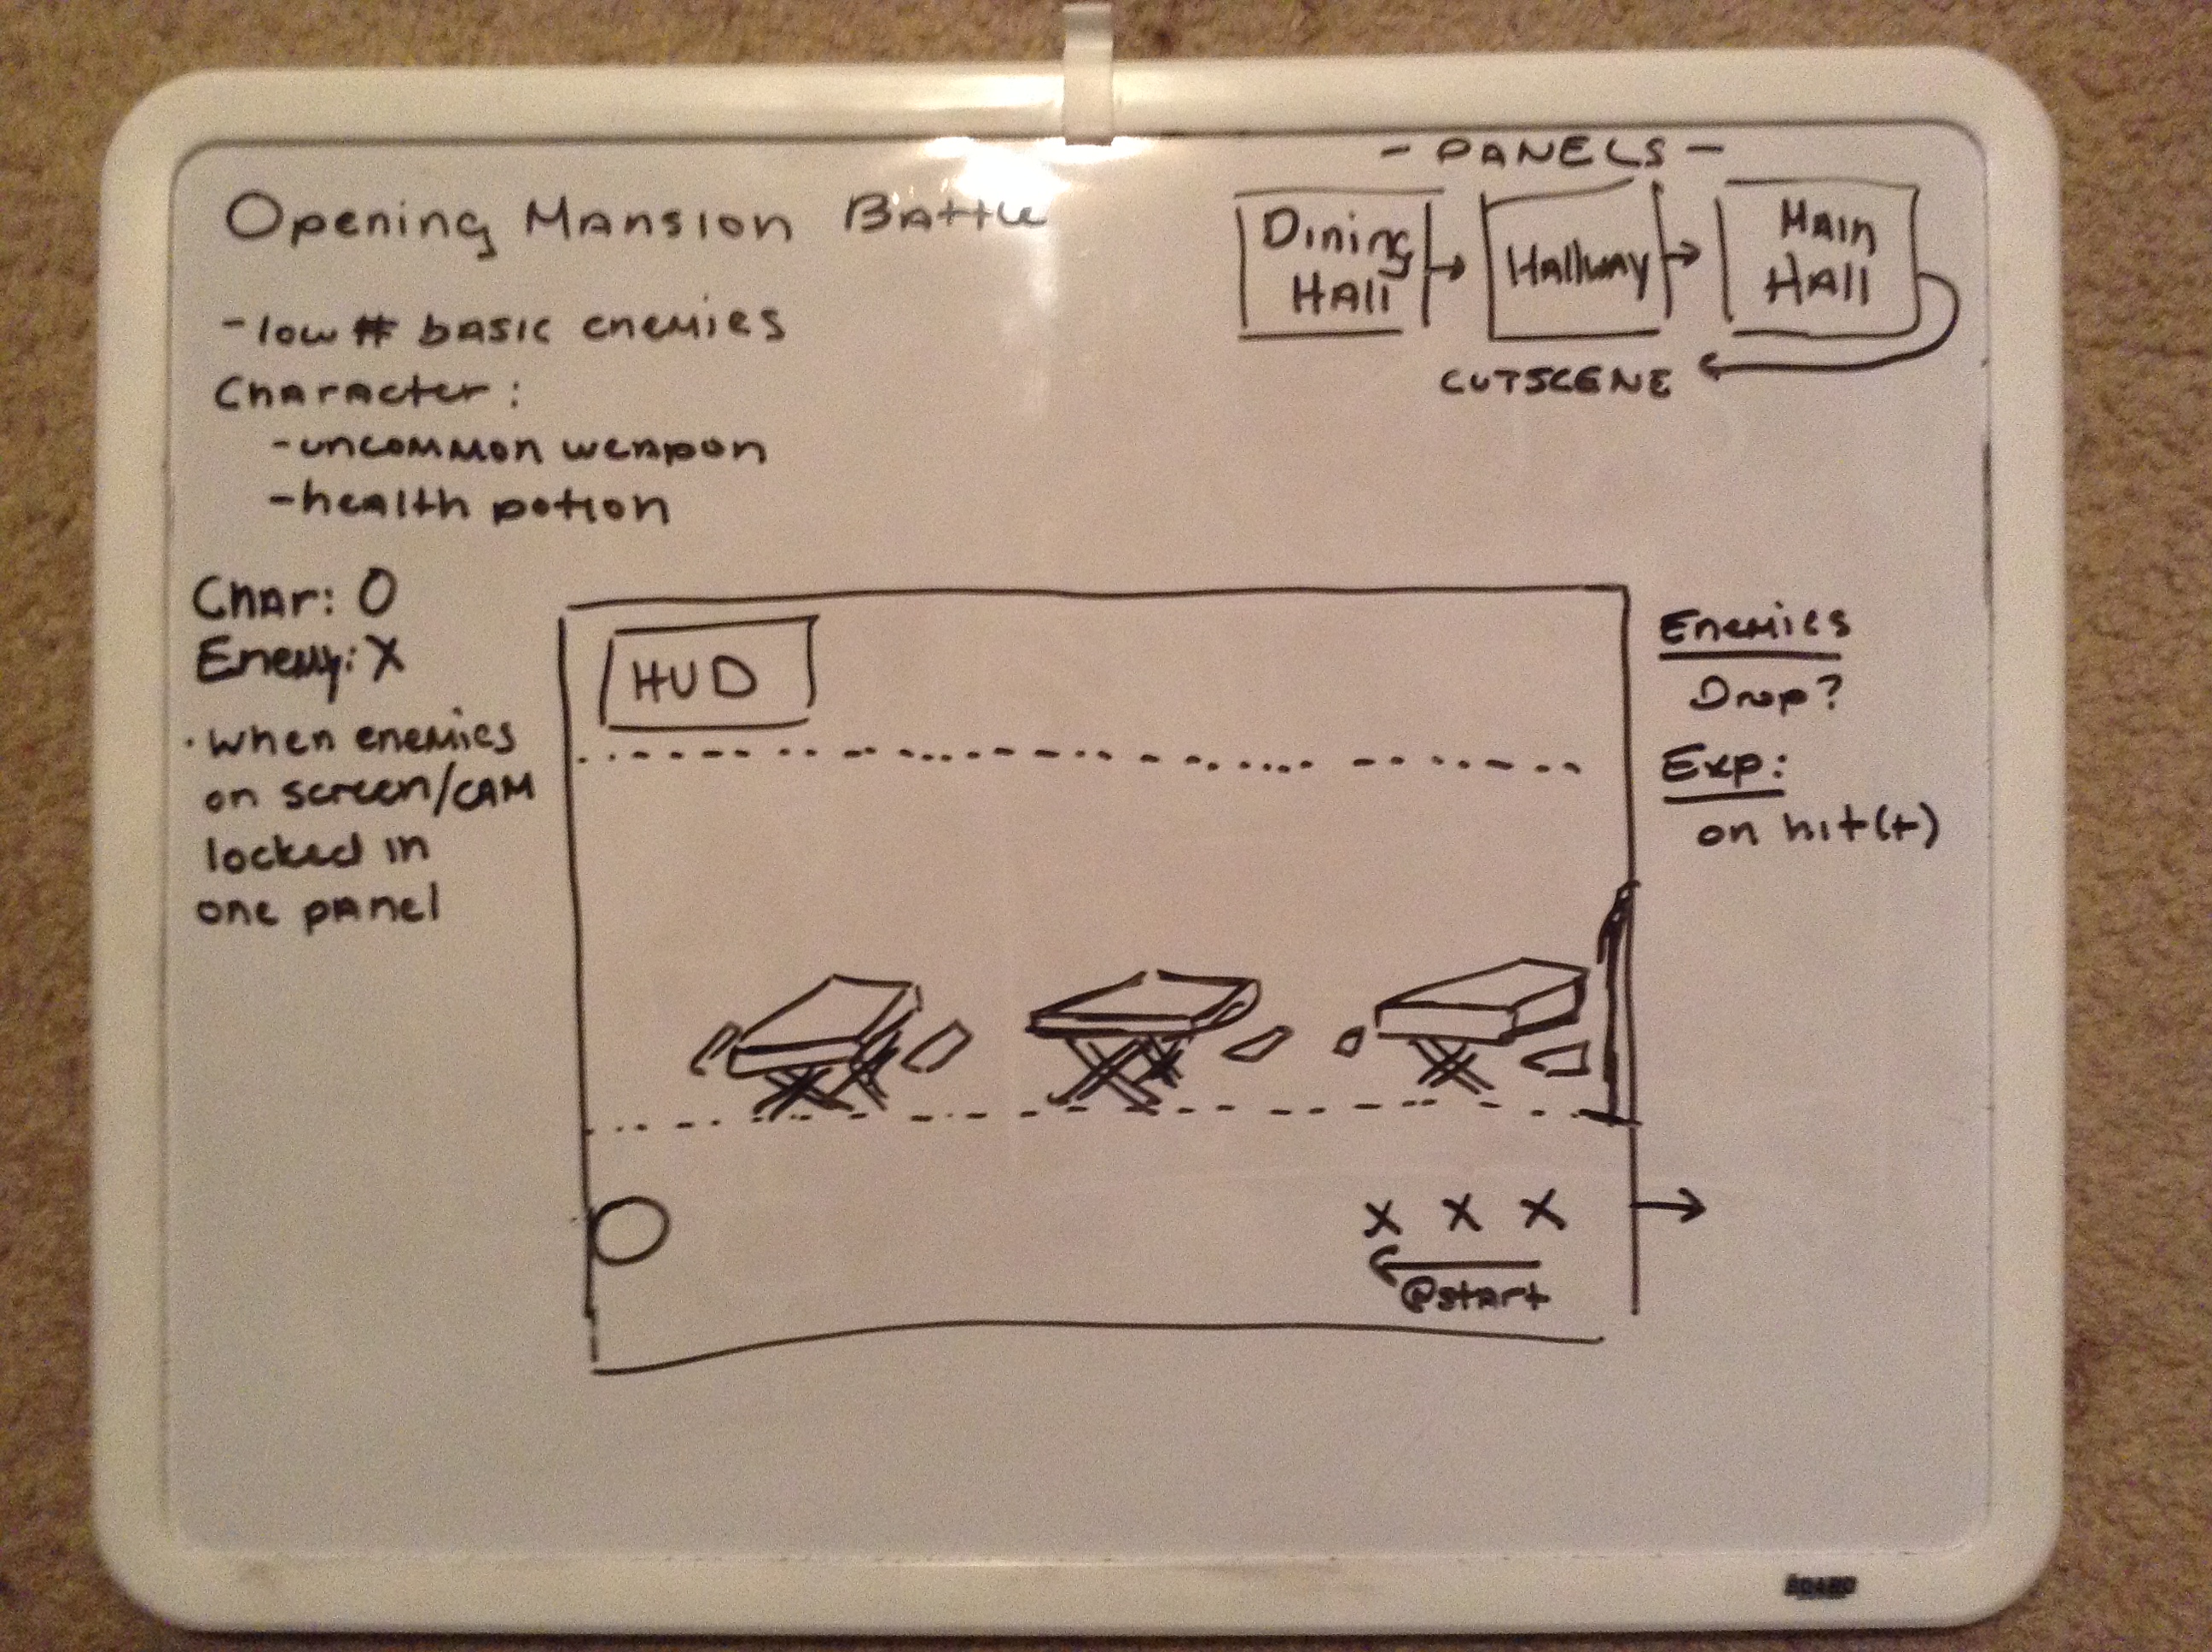 Opening Mansion Battle
- low # basic enemies
Character:
- uncommon weapon
- health potion
- PANELS -
Dining
Hall
Hallway
Main
Hall
CUTSCENE
Char: O
Enemy: X
· when enemies
on screen/CAM
locked in
one panel
HUD
Enemies
Drop?
Exp:
on hit(+)
O
X X X
@start
BOARD